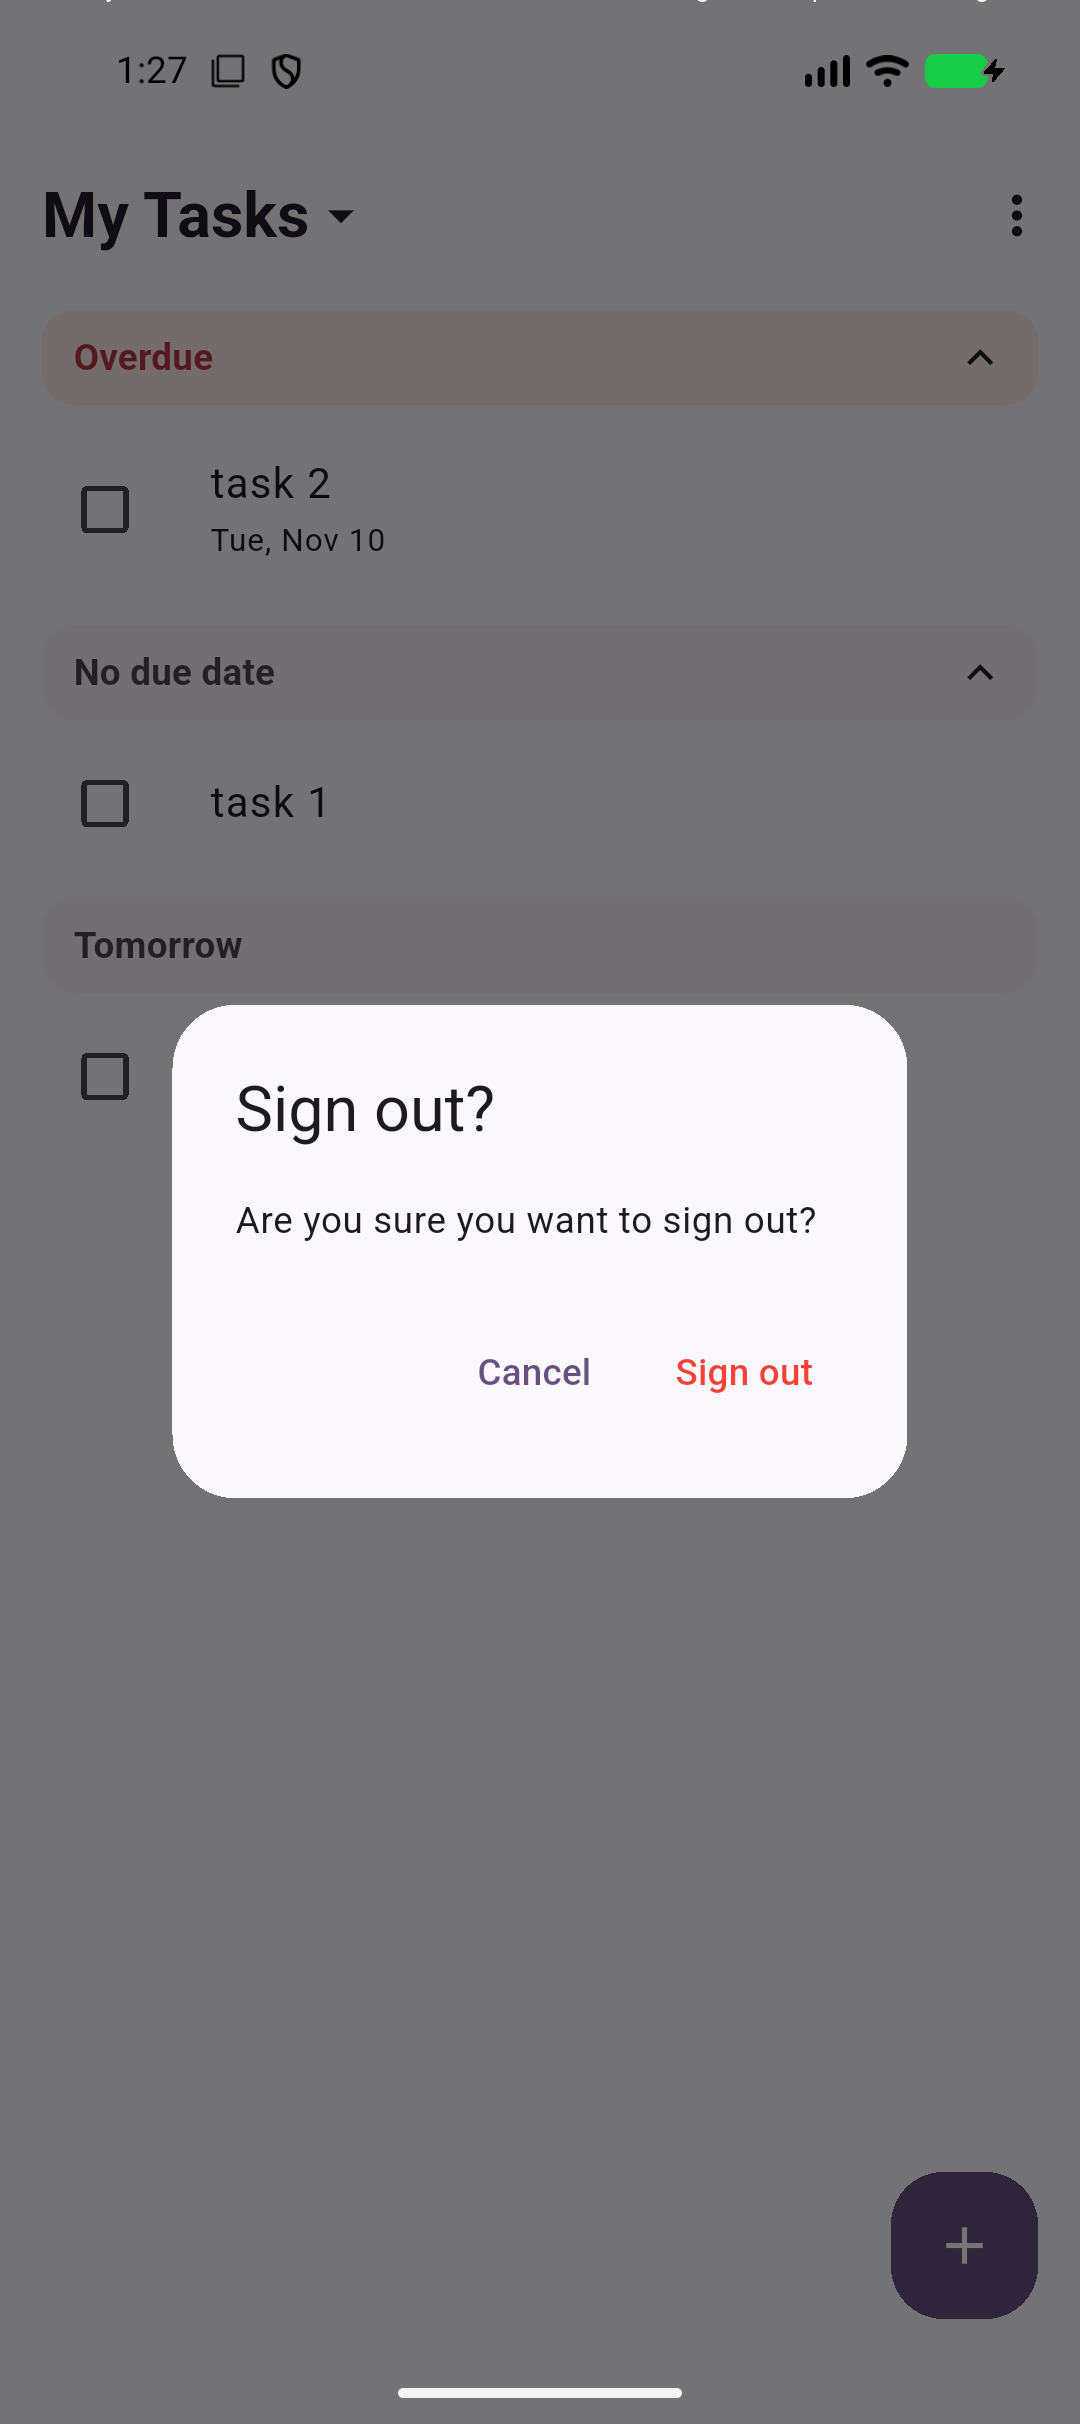 1:27
My Tasks
Overdue
task 2
Tue, Nov 10
No due date
task 1
Tomorrow
Sign out?
Are you sure you want to sign out?
Cancel
Sign out